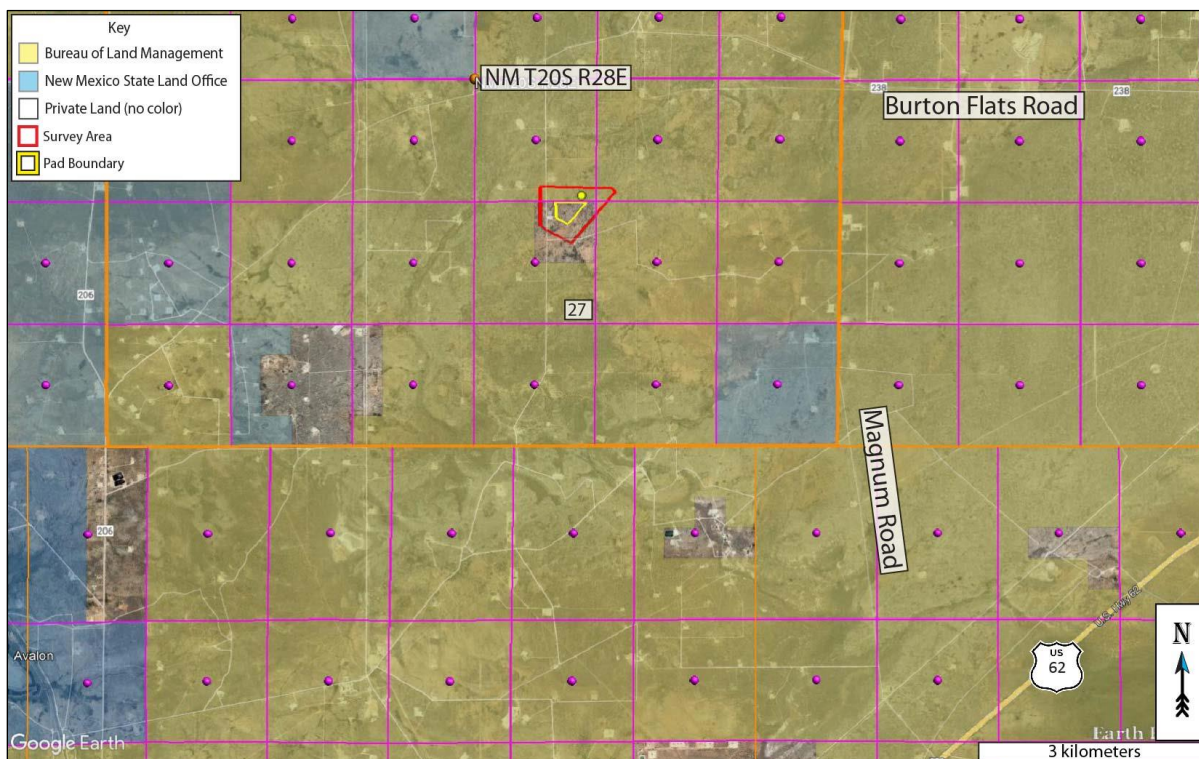 Key
Bureau of Land Management
New Mexico State Land Office
Private Land (no color)
Survey Area
Pad Boundary
NM T20S R28E
238
238
Burton Flats Road
206
27
Magnum Road
206
U.S. Hwy 62
Avalon
US
62
N
Google Earth
3 kilometers